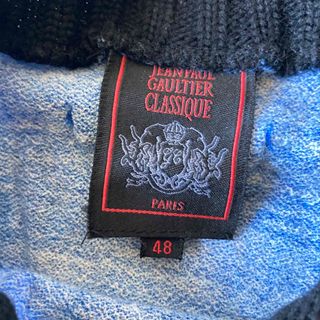 JEAN PAUL
GAULTIER
CLASSIQUE
PARIS
48